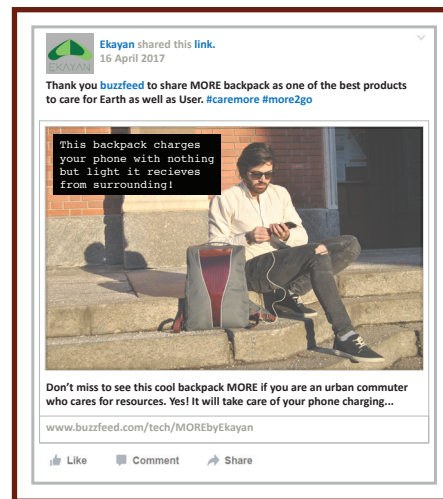 Ekayan shared this link.
16 April 2017
EKAYAN
Thank you buzzfeed to share MORE backpack as one of the best products
to care for Earth as well as User. #caremore #more2go
This backpack charges
your phone with nothing
but light it recieves
from surrounding!
Don't miss to see this cool backpack MORE if you are an urban commuter
who cares for resources. Yes! It will take care of your phone charging...
www.buzzfeed.com/tech/MOREbyEkayan
Like Comment Share